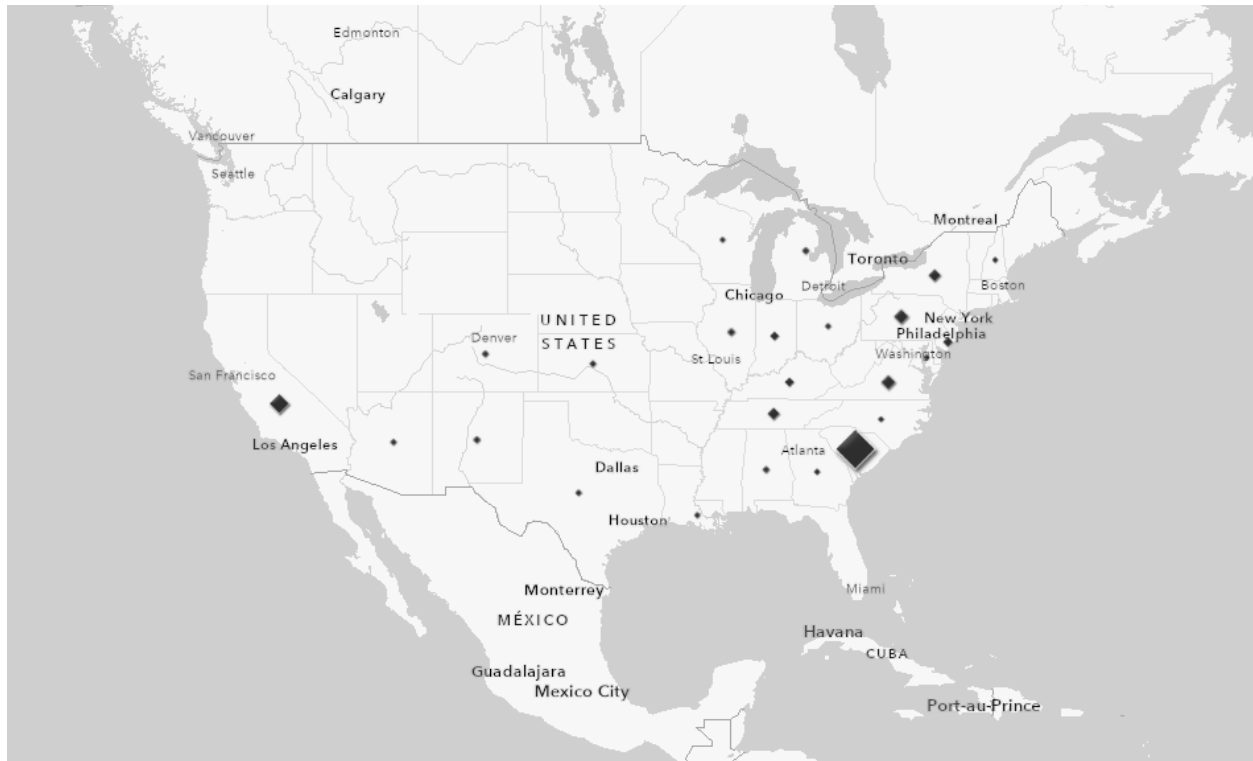 Edmonton
Calgary
Vancouver
Seattle
Montreal
Toronto
Detroit
Boston
Chicago
UNITED
STATES
New York
Philadelphia
Denver
St Louis
Washington
San Francisco
Los Angeles
Atlanta
Dallas
Houston
Monterrey
Miami
MÉXICO
Havana
CUBA
Guadalajara
Mexico City
Port-au-Prince